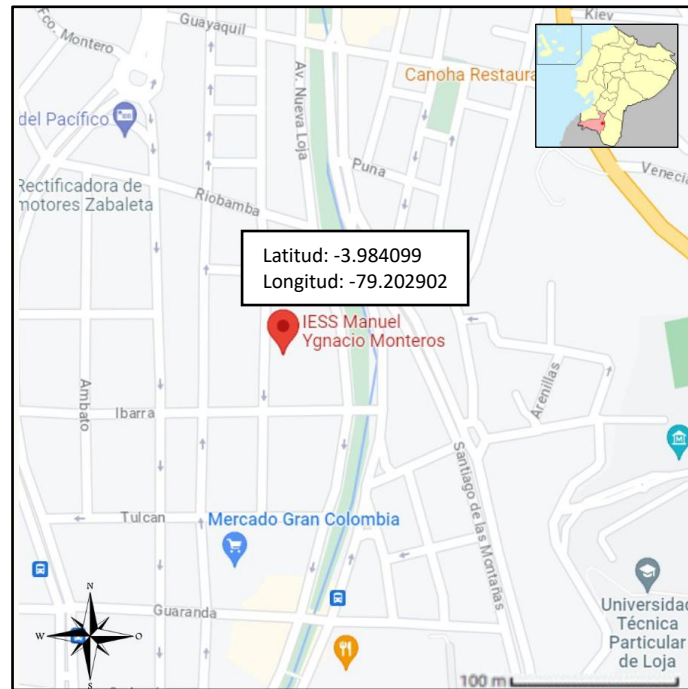 Guayaquil
Kiev
Fco. Montero
Av. Nueva Loja
Canoha Restaura
del Pacífico
Puna
Venecia
Rectificadora de
motores Zabaleta
Riobamba
Latitud: -3.984099
Longitud: -79.202902
IESS Manuel
Ygnacio Monteros
Ambato
Ibarra
Arenillas
Santiago de las Montañas
Tulcan
Mercado Gran Colombia
N
W
O
S
Guaranda
Universidad
Técnica
Particular
de Loja
100 m